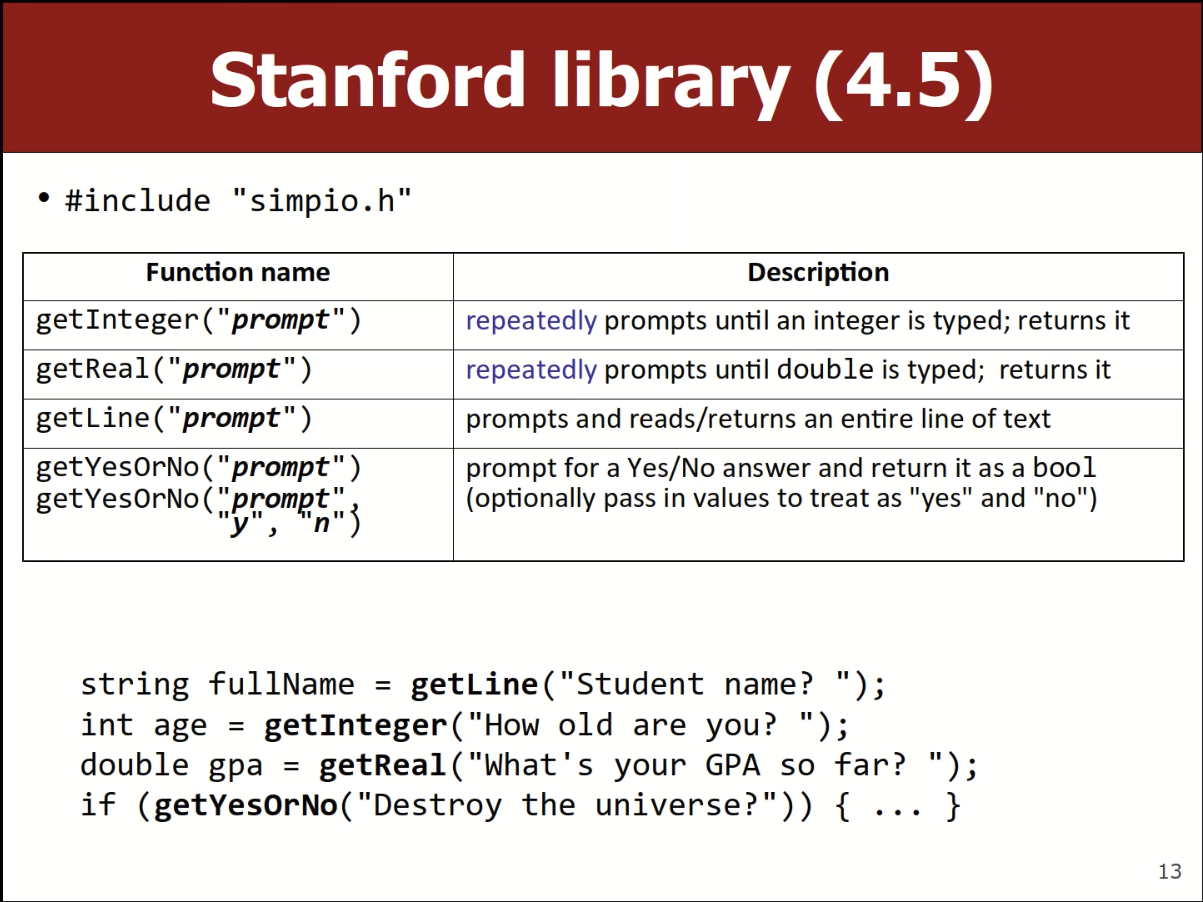 Stanford library (4.5)
• #include "simpio.h"
Function name Description
getInteger("prompt") repeatedly prompts until an integer is typed; returns it
getReal("prompt") repeatedly prompts until double is typed;  returns it
getLine("prompt") prompts and reads/returns an entire line of text
getYesOrNo("prompt") prompt for a Yes/No answer and return it as a bool
getYesOrNo("prompt", (optionally pass in values to treat as "yes" and "no")
"y", "n")
string fullName = getLine("Student name? ");
int age = getInteger("How old are you? ");
double gpa = getReal("What's your GPA so far? ");
if (getYesOrNo("Destroy the universe?")) { ... }
13